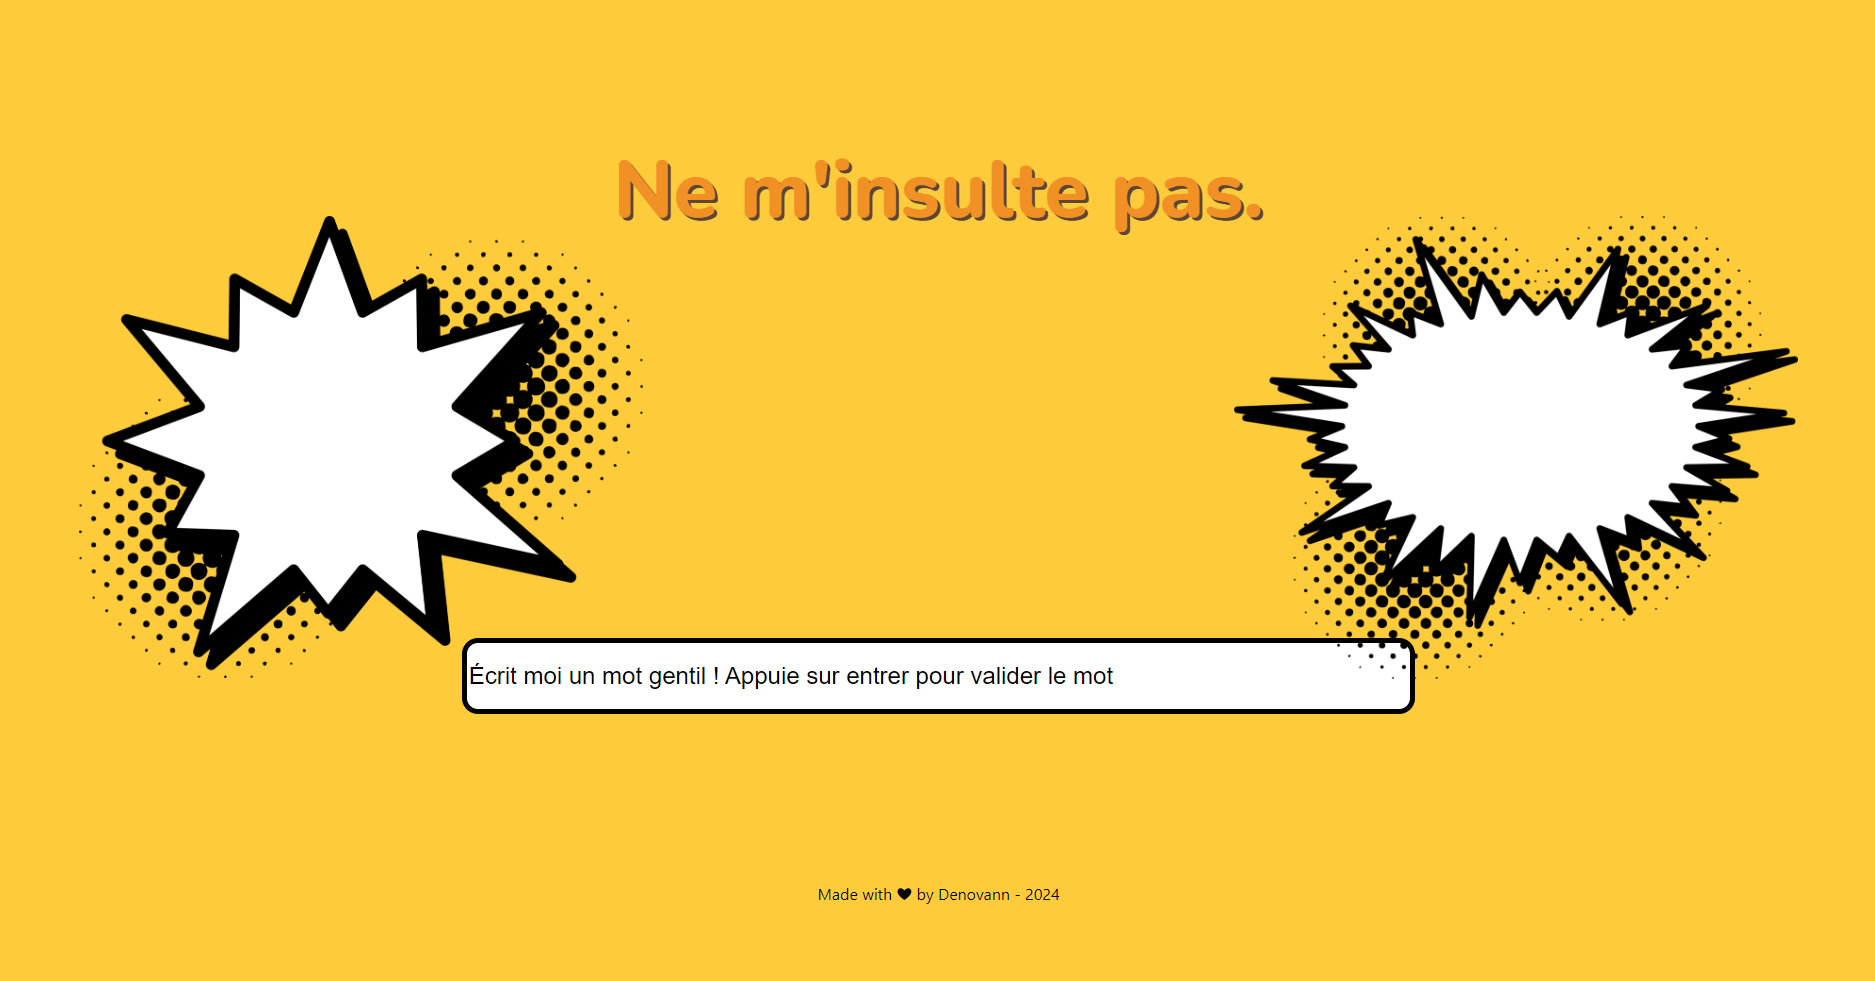 Ne m'insulte pas.
Écrit moi un mot gentil ! Appuie sur entrer pour valider le mot
Made with ♥ by Denovann - 2024